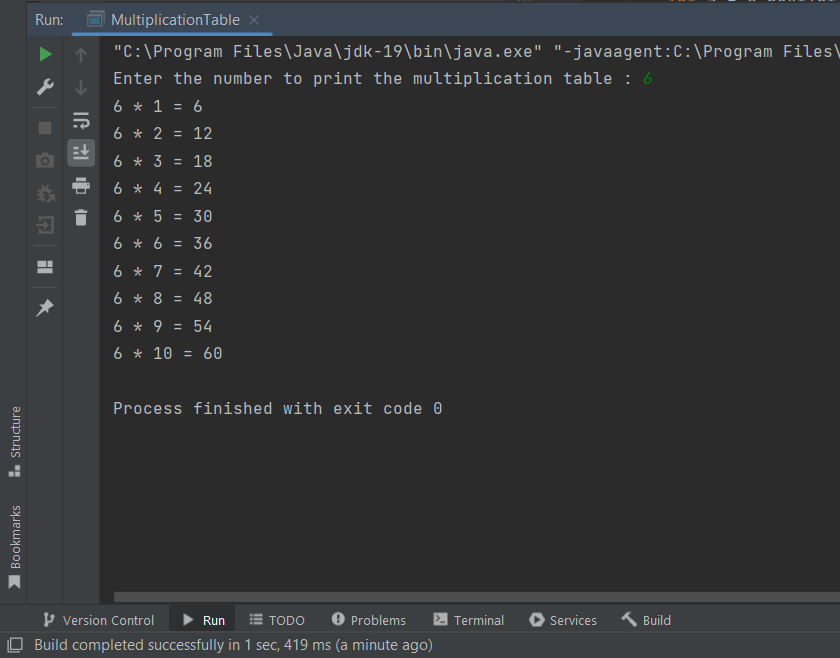 Run: MultiplicationTable
"C:\Program Files\Java\jdk-19\bin\java.exe" "-javaagent:C:\Program Files\
Enter the number to print the multiplication table : 6
6 * 1 = 6
6 * 2 = 12
6 * 3 = 18
6 * 4 = 24
6 * 5 = 30
6 * 6 = 36
6 * 7 = 42
6 * 8 = 48
6 * 9 = 54
6 * 10 = 60
Process finished with exit code 0
Structure
Bookmarks
Version Control Run TODO Problems Terminal Services Build
Build completed successfully in 1 sec, 419 ms (a minute ago)